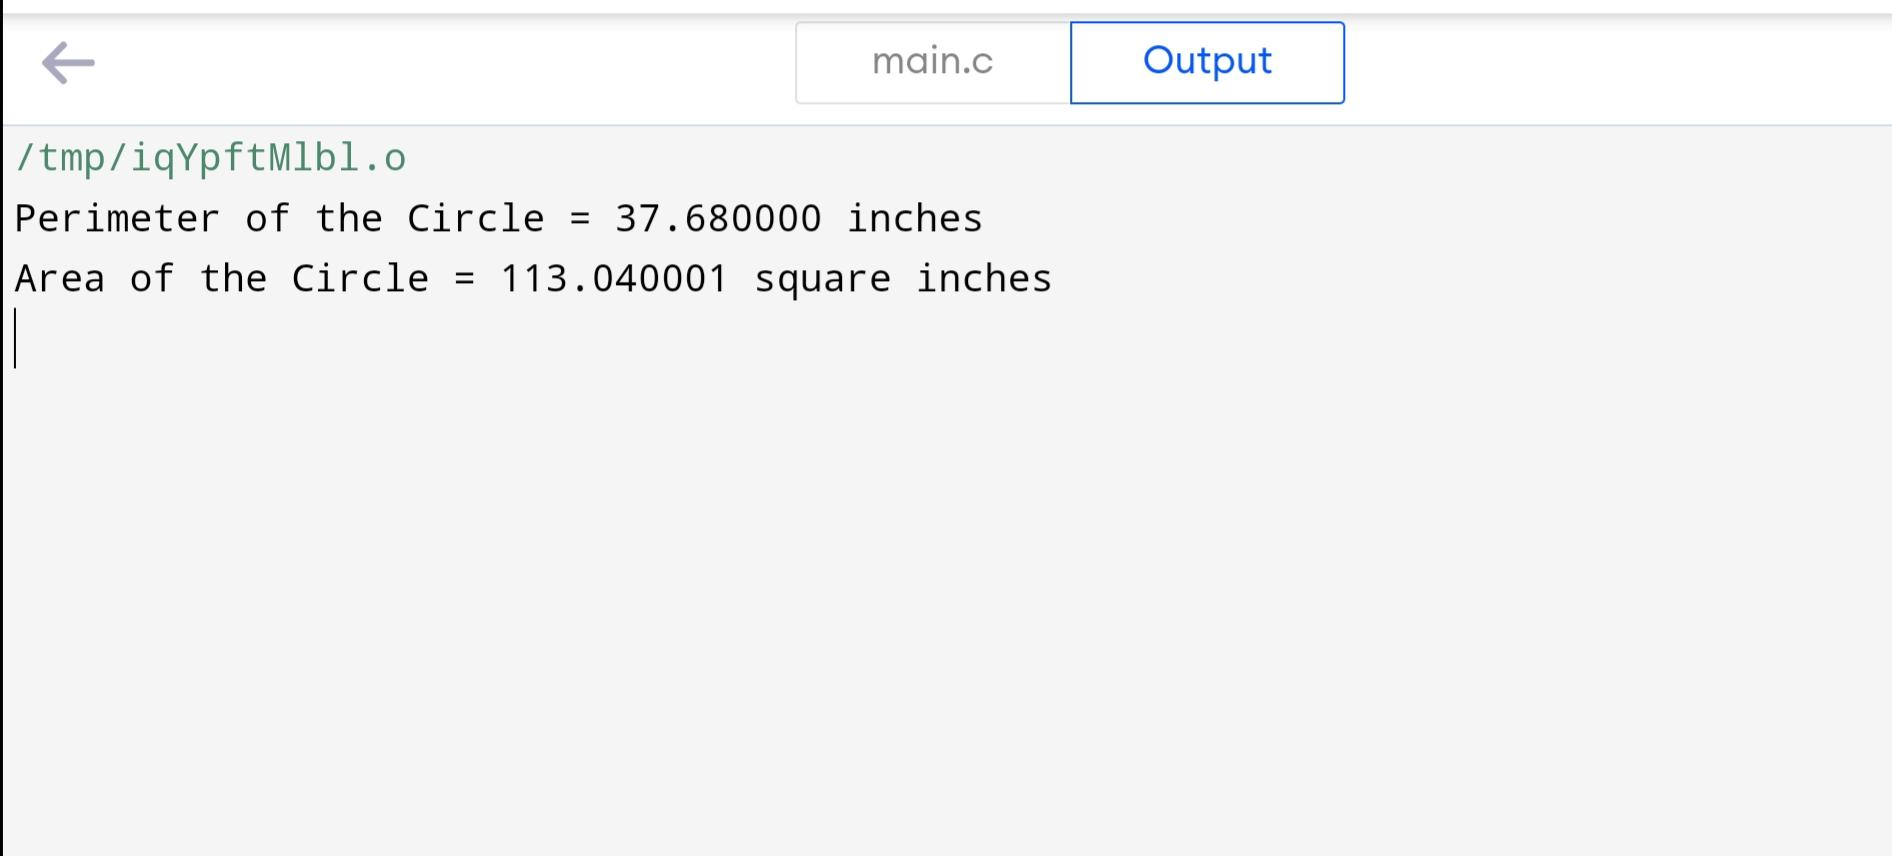 main.c Output
/tmp/iqYpftMlbl.o
Perimeter of the Circle = 37.680000 inches
Area of the Circle = 113.040001 square inches